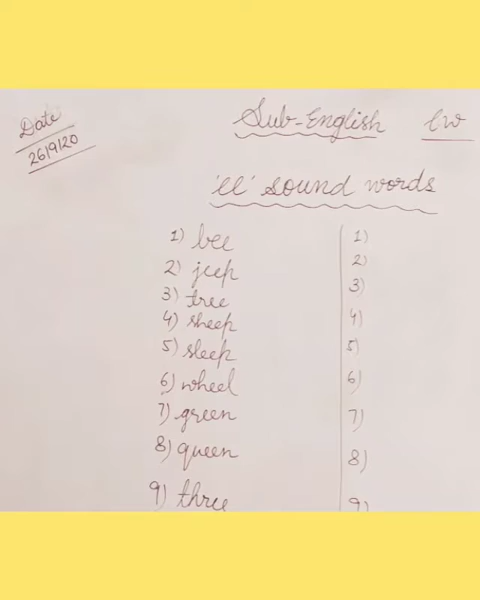 Date
26/9/20
Sub-English CW
'ee' sound words
1) bee 1)
2) jeep 2)
3) tree 3)
4) sheep 4)
5) sleep 5)
6) wheel 6)
7) green 7)
8) queen 8)
9) three 9)